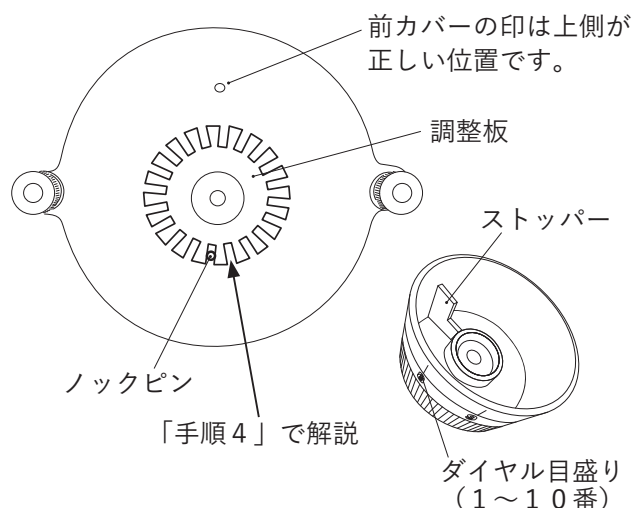 前カバーの印は上側が
正しい位置です。
調整板
ストッパー
ノックピン
「手順４」で解説
ダイヤル目盛り
（１～１０番）